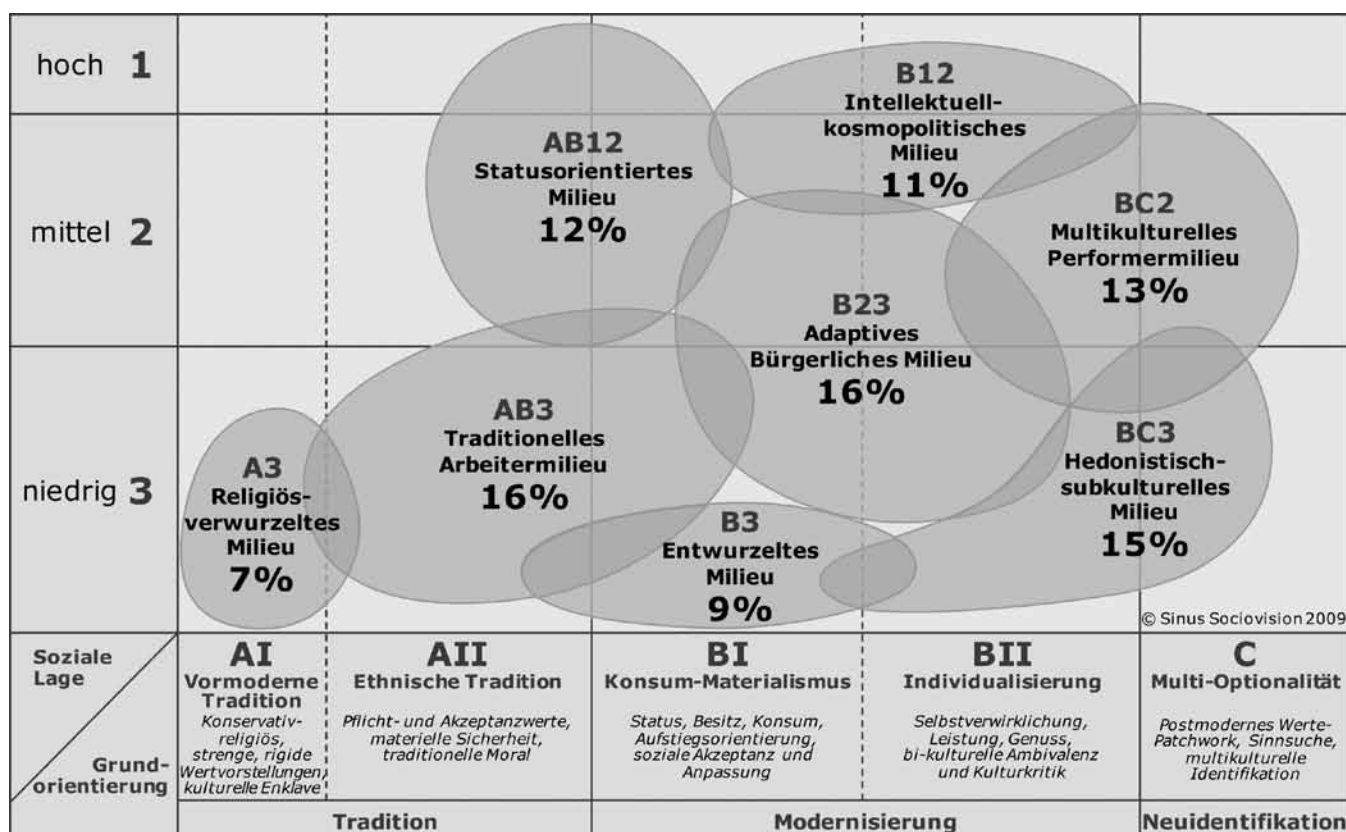 hoch 1
mittel 2
niedrig 3
AB12
Statusorientiertes
Milieu
12%
B12
Intellektuell-
kosmopolitisches
Milieu
11%
BC2
Multikulturelles
Performermilieu
13%
B23
Adaptives
Bürgerliches Milieu
16%
AB3
Traditionelles
Arbeitermilieu
16%
A3
Religiös-
verwurzeltes
Milieu
7%
B3
Entwurzeltes
Milieu
9%
BC3
Hedonistisch-
subkulturelles
Milieu
15%
© Sinus Sociovision 2009
Soziale
Lage
Grund-
orientierung
AI
Vormoderne
Tradition
Konservativ-
religiös,
strenge, rigide
Wertvorstellungen,
kulturelle Enklave
AII
Ethnische Tradition
Pflicht- und Akzeptanzwerte,
materielle Sicherheit,
traditionelle Moral
BI
Konsum-Materialismus
Status, Besitz, Konsum,
Aufstiegsorientierung,
soziale Akzeptanz und
Anpassung
BII
Individualisierung
Selbstverwirklichung,
Leistung, Genuss,
bi-kulturelle Ambivalenz
und Kulturkritik
C
Multi-Optionalität
Postmodernes Werte-
Patchwork, Sinnsuche,
multikulturelle
Identifikation
Tradition
Modernisierung
Neuidentifikation